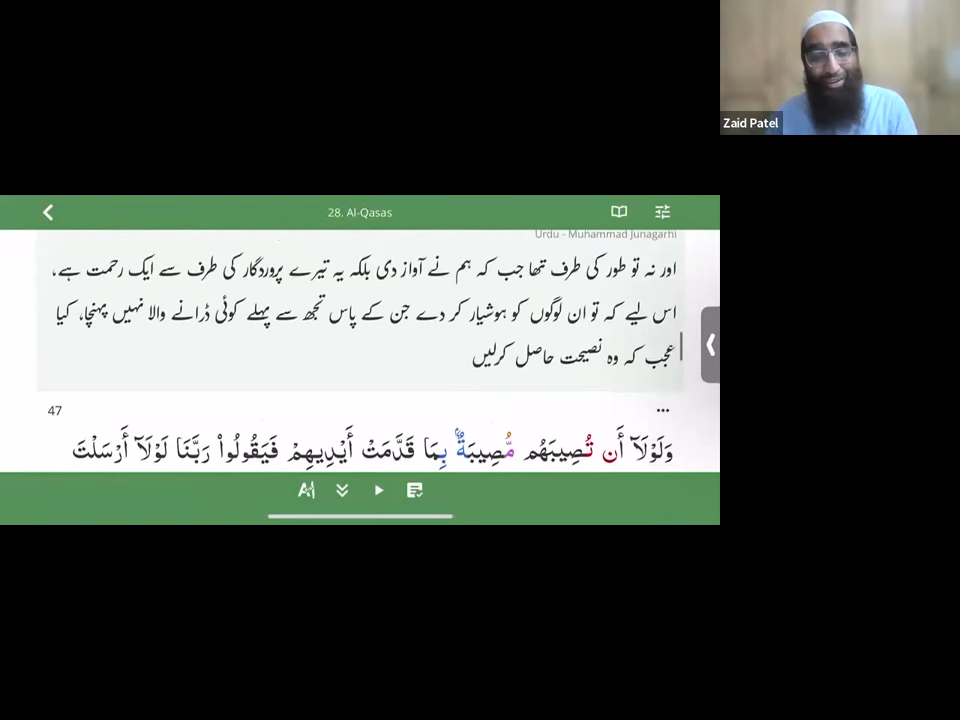 Zaid Patel
28. Al-Qasas
Urdu - Muhammad Junagarhi
اور نہ تو طور کی طرف تھا جب کہ ہم نے آواز دی بلکہ یہ تیرے پروردگار کی طرف سے ایک رحمت ہے،
اس لیے کہ تو ان لوگوں کو ہوشیار کر دے جن کے پاس تجھ سے پہلے کوئی ڈرانے والا نہیں پہنچا، کیا
عجب کہ وہ نصیحت حاصل کرلیں
47
وَلَوْلَآ أَن تُصِيبَهُم مُّصِيبَةٌۢ بِمَا قَدَّمَتْ أَيْدِيهِمْ فَيَقُولُوا۟ رَبَّنَا لَوْلَآ أَرْسَلْتَ